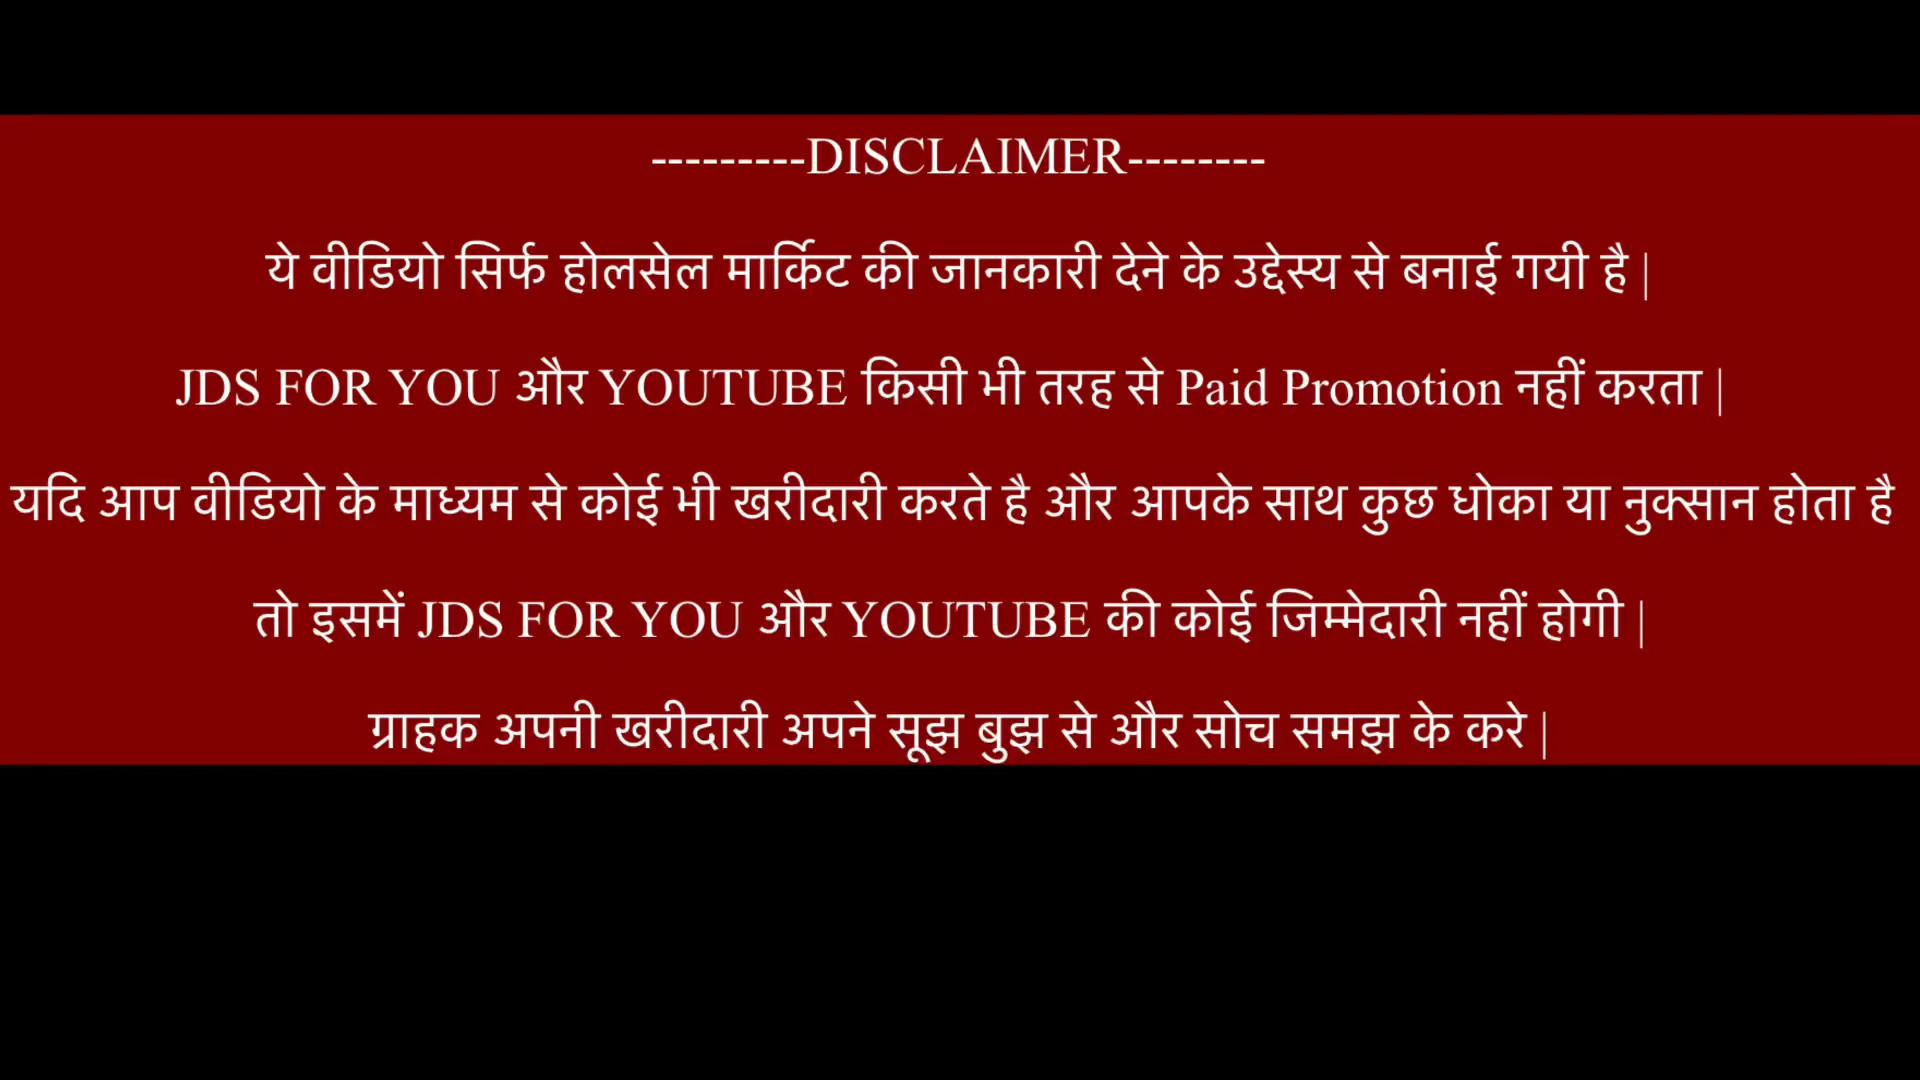 ---------DISCLAIMER--------
ये वीडियो सिर्फ होलसेल मार्किट की जानकारी देने के उद्देस्य से बनाई गयी है |
JDS FOR YOU और YOUTUBE किसी भी तरह से Paid Promotion नहीं करता |
यदि आप वीडियो के माध्यम से कोई भी खरीदारी करते है और आपके साथ कुछ धोका या नुक्सान होता है
तो इसमें JDS FOR YOU और YOUTUBE की कोई जिम्मेदारी नहीं होगी |
ग्राहक अपनी खरीदारी अपने सूझ बुझ से और सोच समझ के करे |